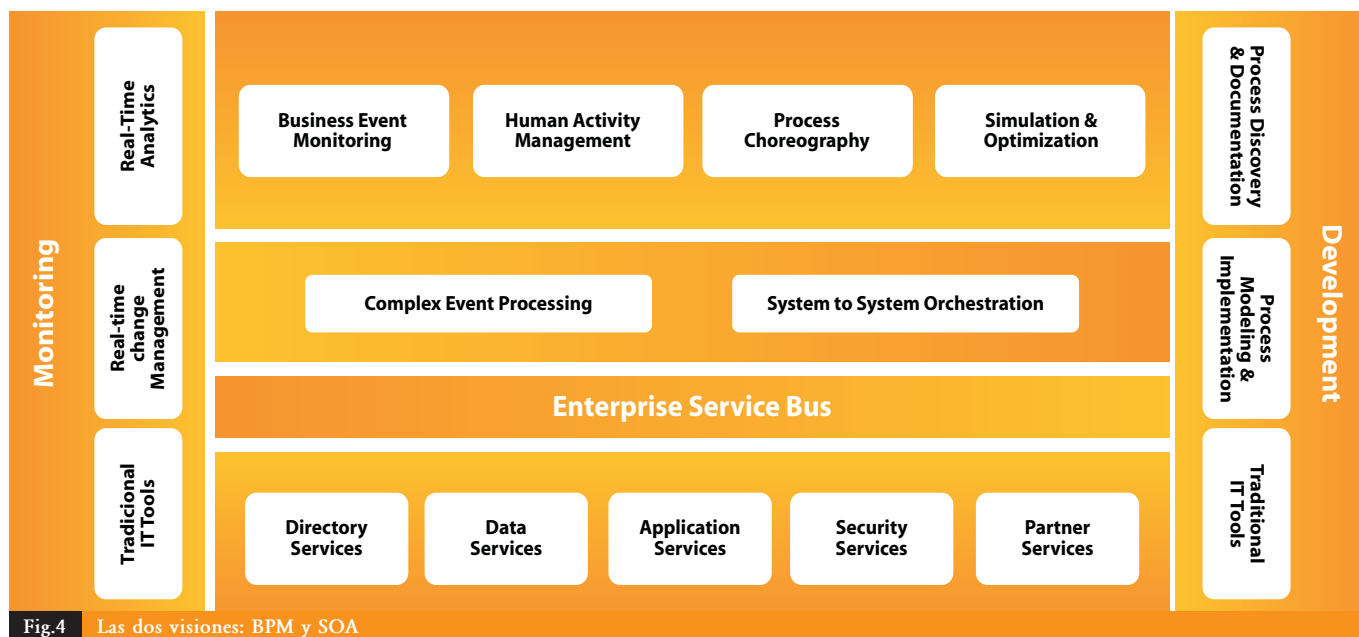 Monitoring
Real-Time
Analytics
Real-time
change
Management
Tradicional
IT Tools
Business Event
Monitoring
Human Activity
Management
Process
Choreography
Simulation &
Optimization
Complex Event Processing
System to System Orchestration
Enterprise Service Bus
Directory
Services
Data
Services
Application
Services
Security
Services
Partner
Services
Process Discovery
& Documentation
Process
Modeling &
Implementation
Traditional
IT Tools
Development
Fig.4 Las dos visiones: BPM y SOA